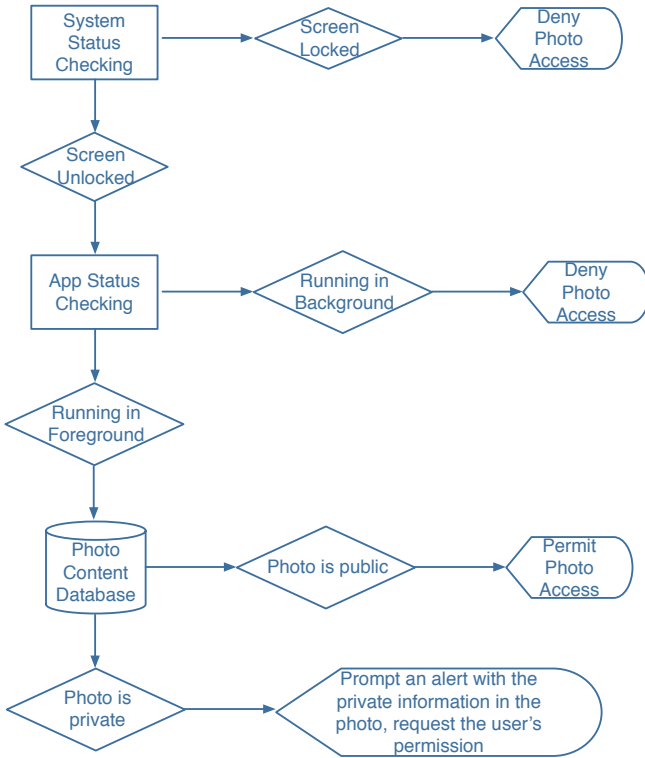 System
Status
Checking
Screen
Locked
Deny
Photo
Access
Screen
Unlocked
App Status
Checking
Running in
Background
Deny
Photo
Access
Running in
Foreground
Photo
Content
Database
Photo is public
Permit
Photo
Access
Photo is
private
Prompt an alert with the
private information in the
photo, request the user's
permission